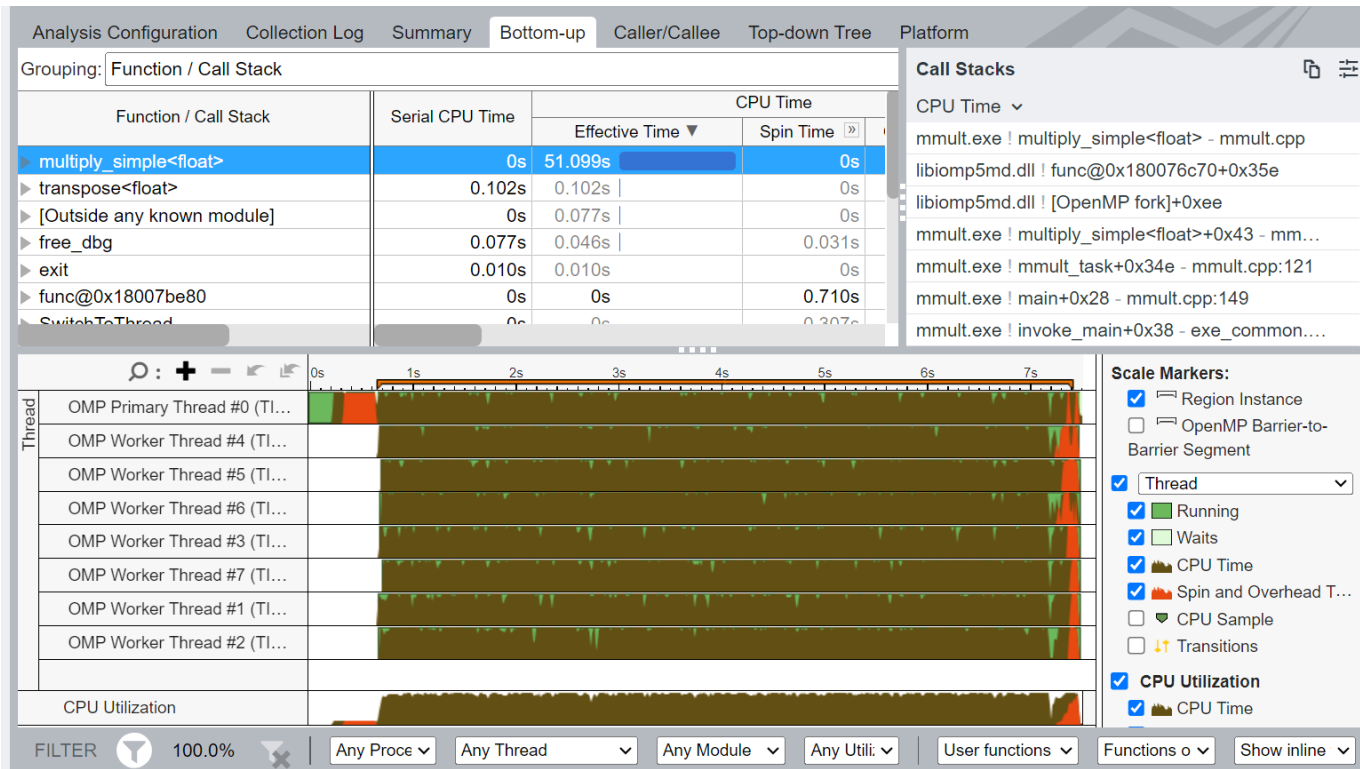 Analysis Configuration Collection Log Summary Bottom-up Caller/Callee Top-down Tree Platform
Grouping: Function / Call Stack
Function / Call Stack Serial CPU Time CPU Time
Effective Time ▼ Spin Time »
multiply_simple<float> 0s 51.099s 0s
transpose<float> 0.102s 0.102s 0s
[Outside any known module] 0s 0.077s 0s
free_dbg 0.077s 0.046s 0.031s
exit 0.010s 0.010s 0s
func@0x18007be80 0s 0s 0.710s
SwitchToThread 0s 0s 0.307s
Call Stacks
CPU Time
mmult.exe ! multiply_simple<float> - mmult.cpp
libiomp5md.dll ! func@0x180076c70+0x35e
libiomp5md.dll ! [OpenMP fork]+0xee
mmult.exe ! multiply_simple<float>+0x43 - mm…
mmult.exe ! mmult_task+0x34e - mmult.cpp:121
mmult.exe ! main+0x28 - mmult.cpp:149
mmult.exe ! invoke_main+0x38 - exe_common.…
0s 1s 2s 3s 4s 5s 6s 7s
Thread
OMP Primary Thread #0 (TI…
OMP Worker Thread #4 (TI…
OMP Worker Thread #5 (TI…
OMP Worker Thread #6 (TI…
OMP Worker Thread #3 (TI…
OMP Worker Thread #7 (TI…
OMP Worker Thread #1 (TI…
OMP Worker Thread #2 (TI…
CPU Utilization
Scale Markers:
Region Instance
OpenMP Barrier-to-
Barrier Segment
Thread
Running
Waits
CPU Time
Spin and Overhead T…
CPU Sample
Transitions
CPU Utilization
CPU Time
FILTER 100.0% Any Proce Any Thread Any Module Any Utili: User functions Functions o Show inline